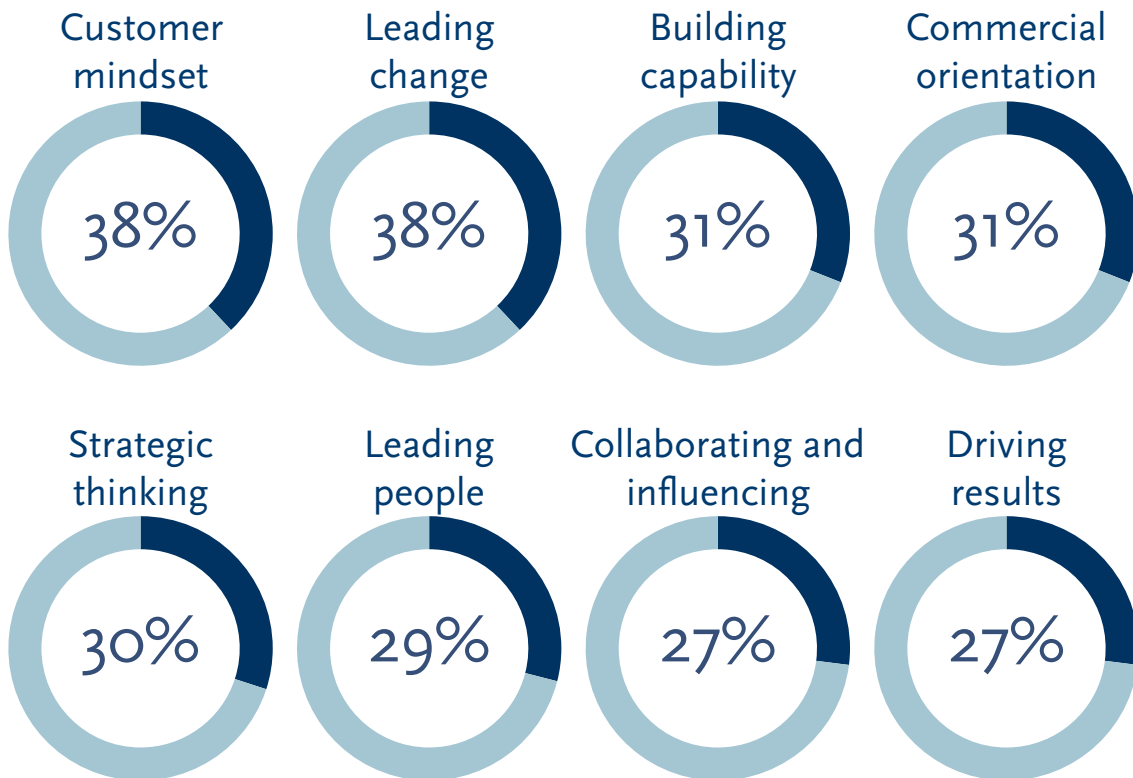 Customer
mindset
Leading
change
Building
capability
Commercial
orientation
38%
38%
31%
31%
Strategic
thinking
Leading
people
Collaborating and
influencing
Driving
results
30%
29%
27%
27%